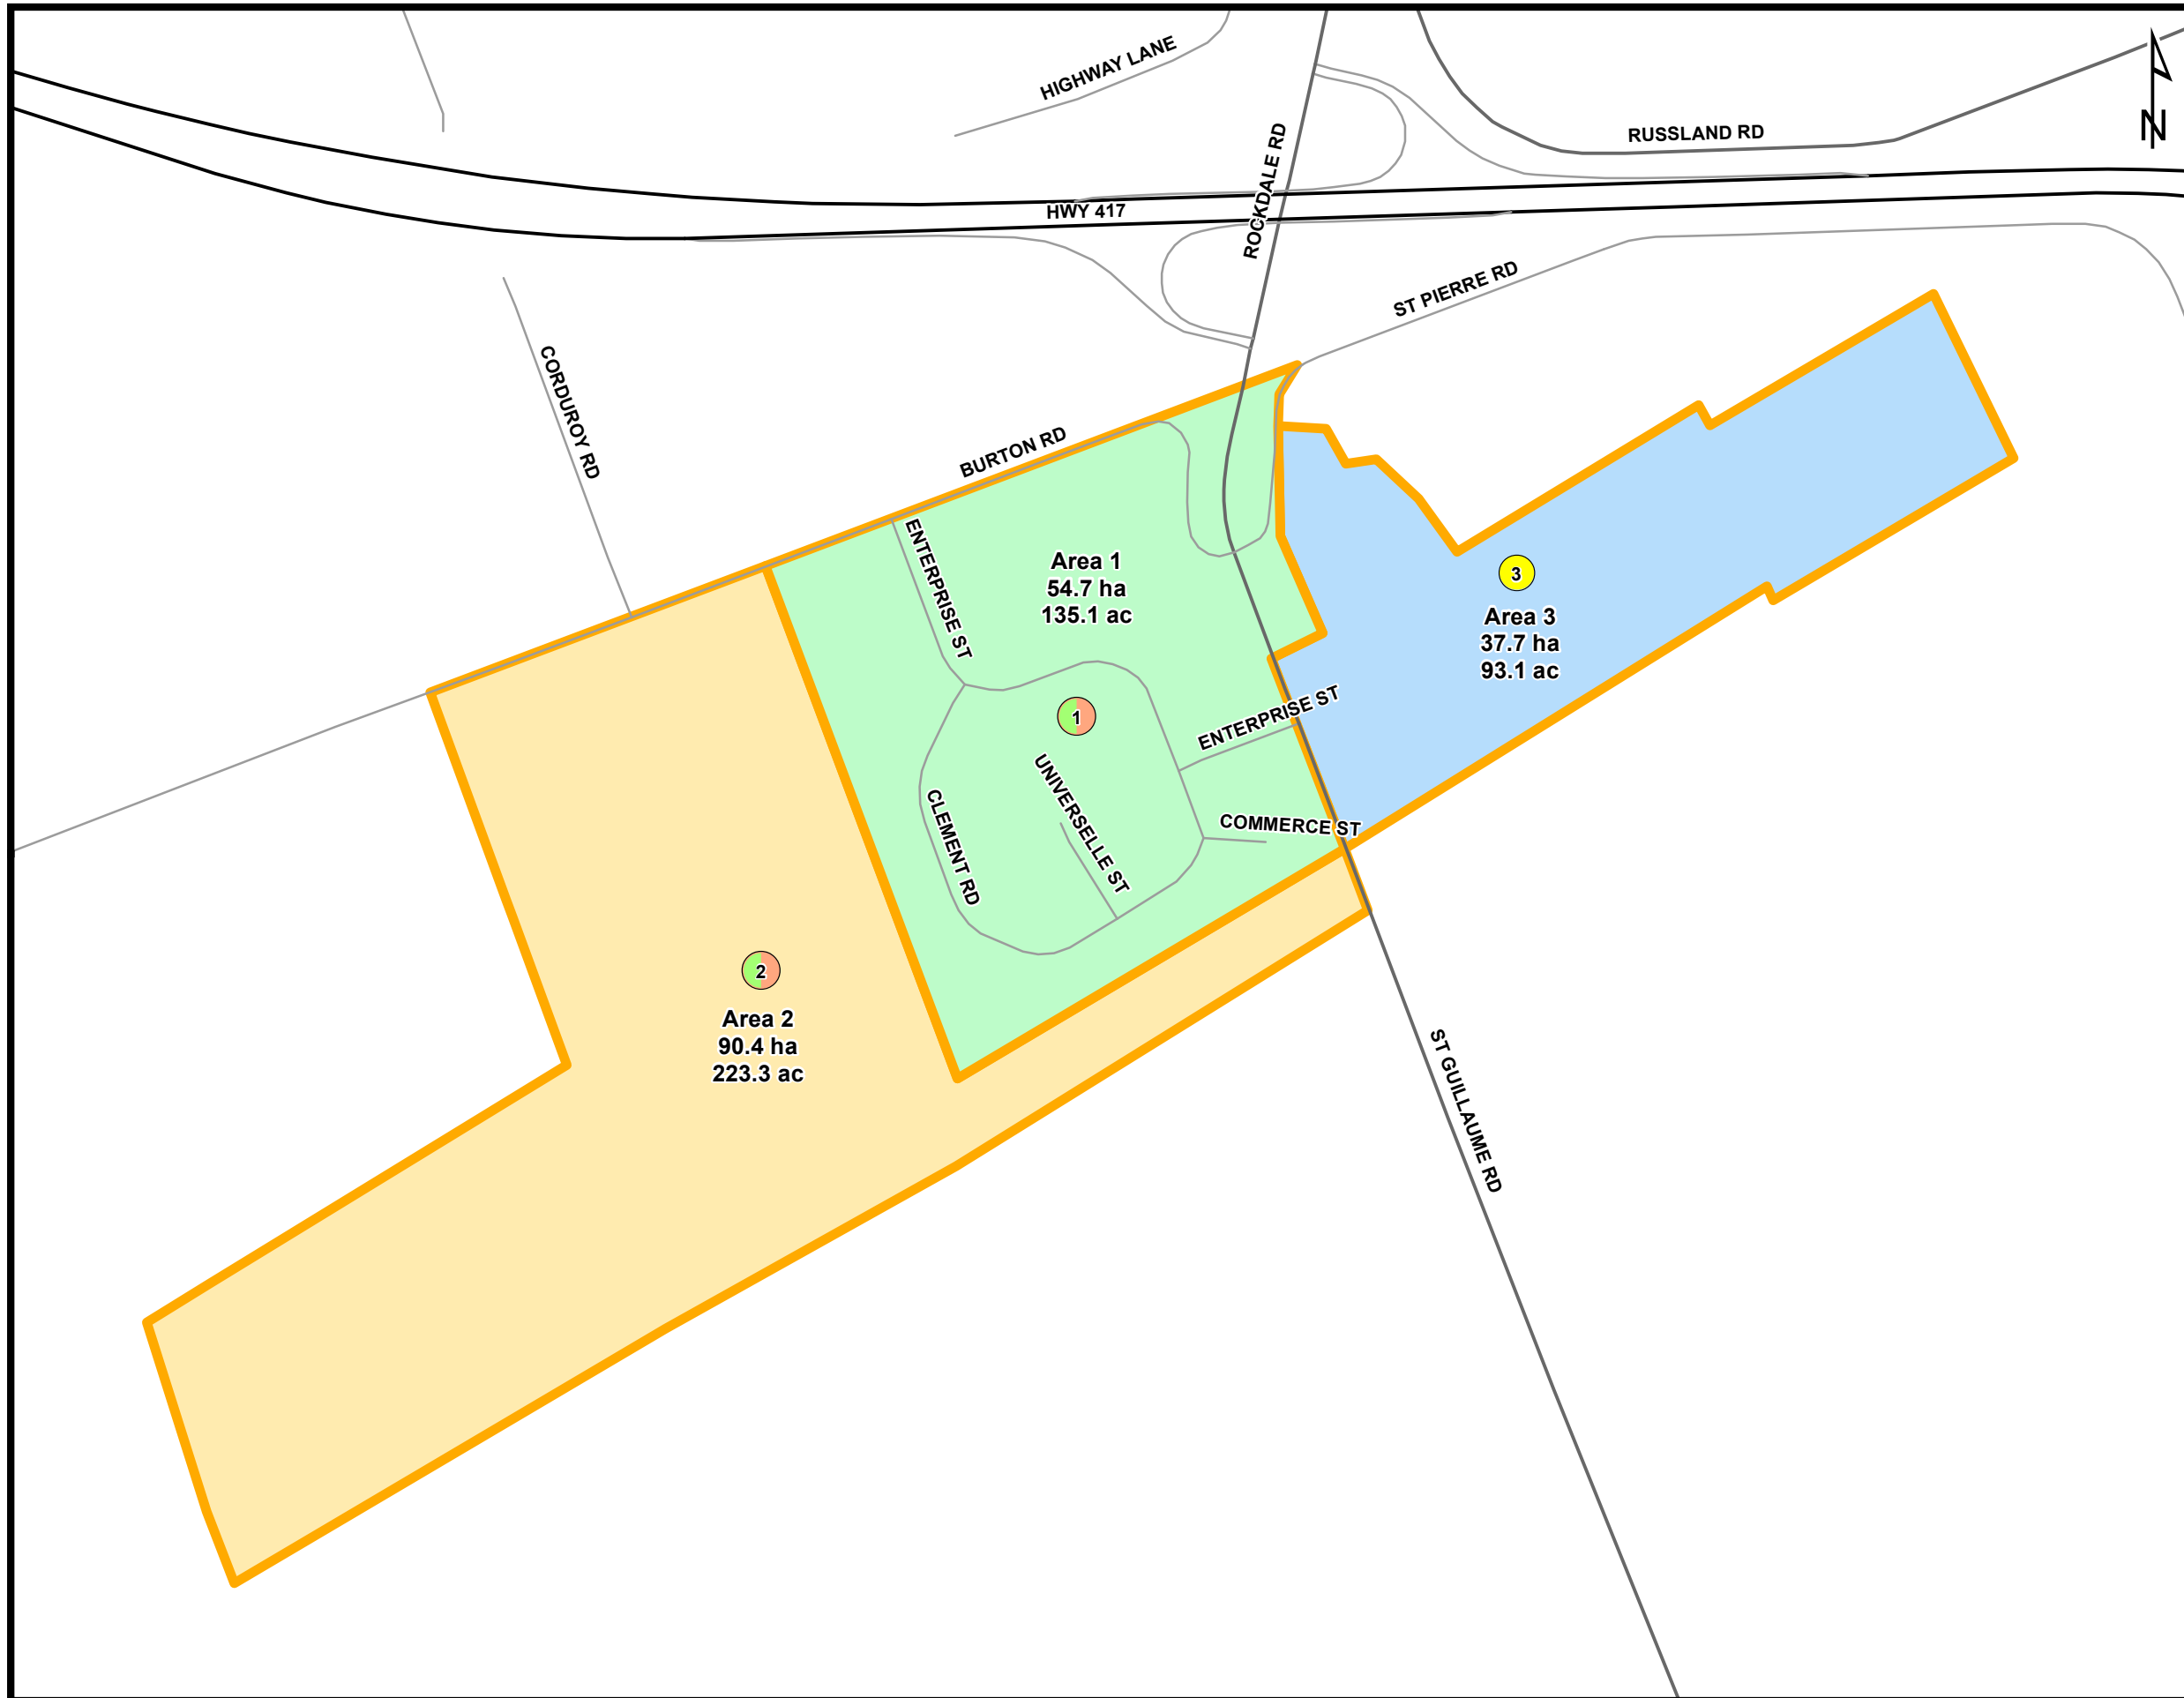 HIGHWAY LANE
RUSSLAND RD
N
ROCKDALE RD
HWY 417
ST PIERRE RD
CORDUROY RD
BURTON RD
ENTERPRISE ST
Area 1
54.7 ha
135.1 ac
3
Area 3
37.7 ha
93.1 ac
1
ENTERPRISE ST
UNIVERSELLE ST
CLEMENT RD
COMMERCE ST
2
Area 2
90.4 ha
223.3 ac
ST GUILLAUME RD